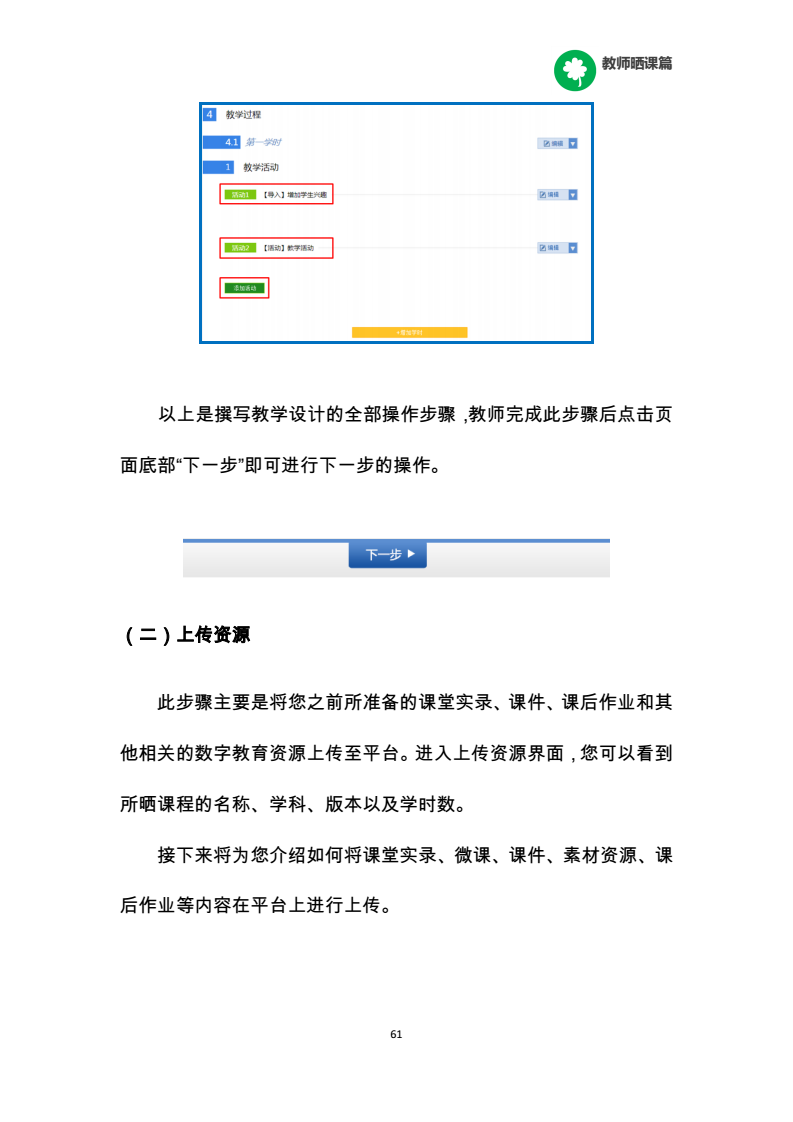 教师晒课篇
4 教学过程
4.1 第一学时
编辑
1 教学活动
活动1 【导入】增加学生兴趣
编辑
活动2 【活动】教学活动
编辑
添加活动
+增加学时
以上是撰写教学设计的全部操作步骤,教师完成此步骤后点击页
面底部“下一步”即可进行下一步的操作。
下一步
（二）上传资源
此步骤主要是将您之前所准备的课堂实录、课件、课后作业和其
他相关的数字教育资源上传至平台。进入上传资源界面，您可以看到
所晒课程的名称、学科、版本以及学时数。
接下来将为您介绍如何将课堂实录、微课、课件、素材资源、课
后作业等内容在平台上进行上传。
61